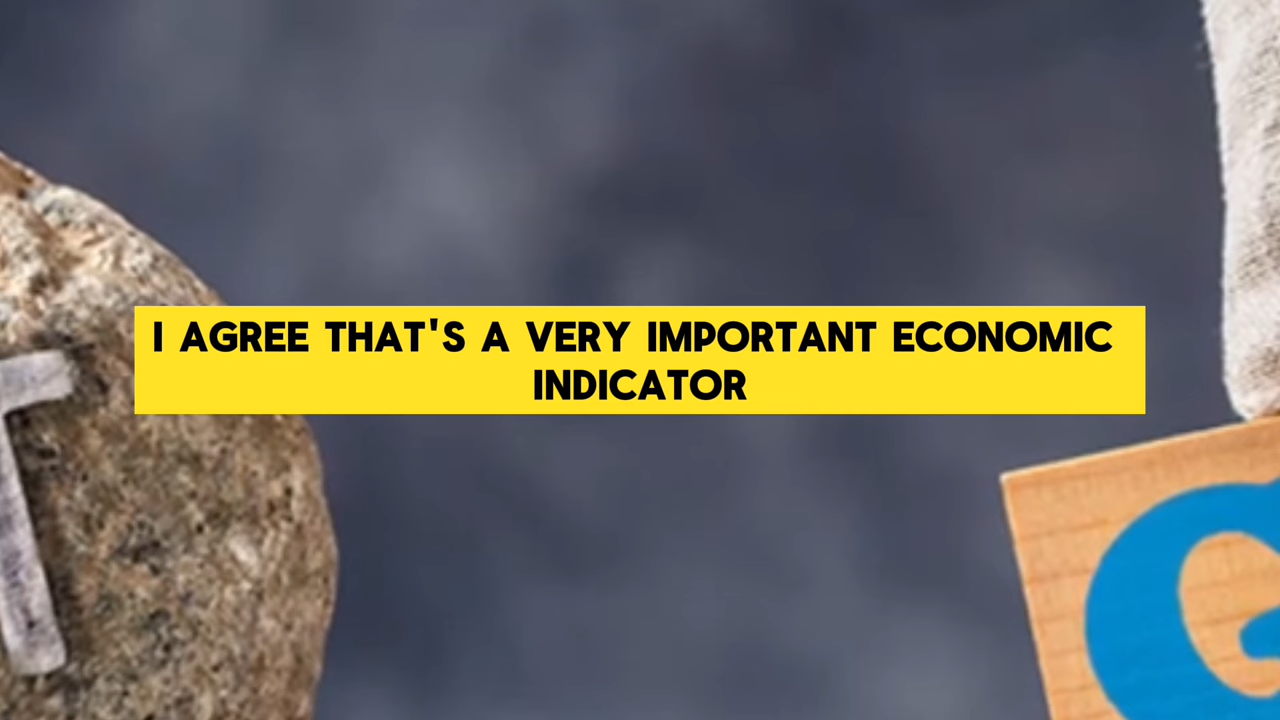 I AGREE THAT'S A VERY IMPORTANT ECONOMIC
INDICATOR
T
G